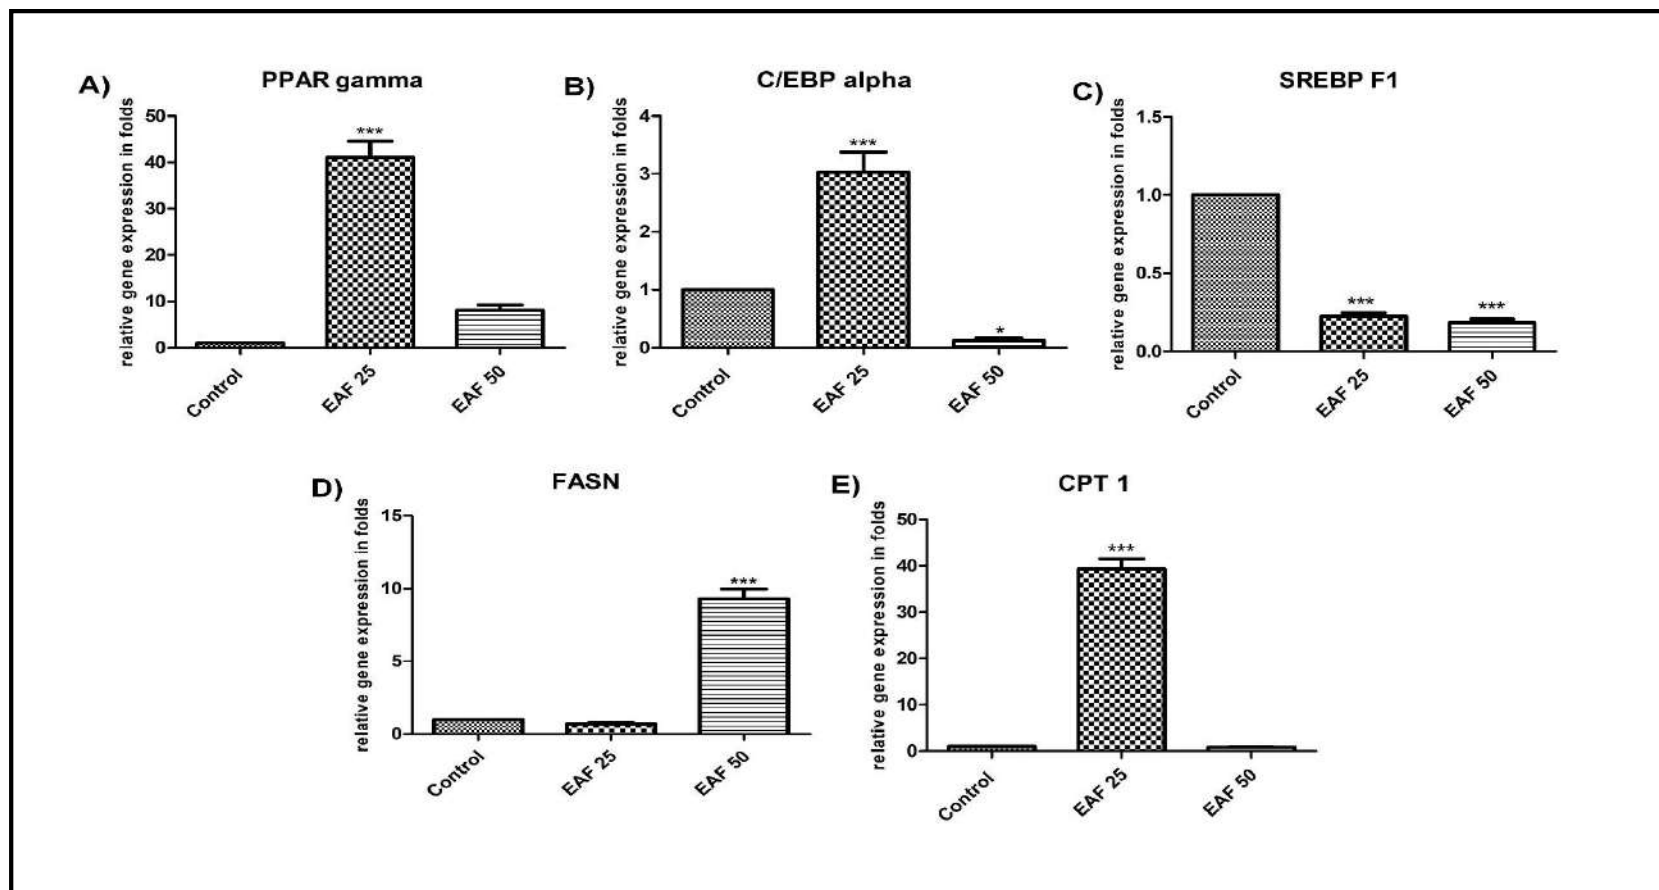 A)
PPAR gamma
relative gene expression in folds
50
40
30
20
10
0
***
Control
EAF 25
EAF 50
B)
C/EBP alpha
relative gene expression in folds
4
3
2
1
0
***
*
Control
EAF 25
EAF 50
C)
SREBP F1
relative gene expression in folds
1.5
1.0
0.5
0.0
***
***
Control
EAF 25
EAF 50
D)
FASN
relative gene expression in folds
15
10
5
0
***
Control
EAF 25
EAF 50
E)
CPT 1
relative gene expression in folds
50
40
30
20
10
0
***
Control
EAF 25
EAF 50